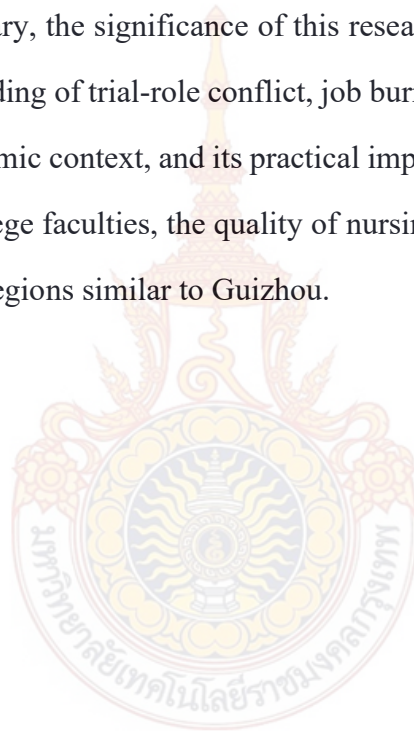 ary, the significance of this resea
ding of trial-role conflict, job bur
mic context, and its practical imp
ege faculties, the quality of nursin
egions similar to Guizhou.
มหาวิทยาลัยเทคโนโลยีราชมงคลกรุงเทพ